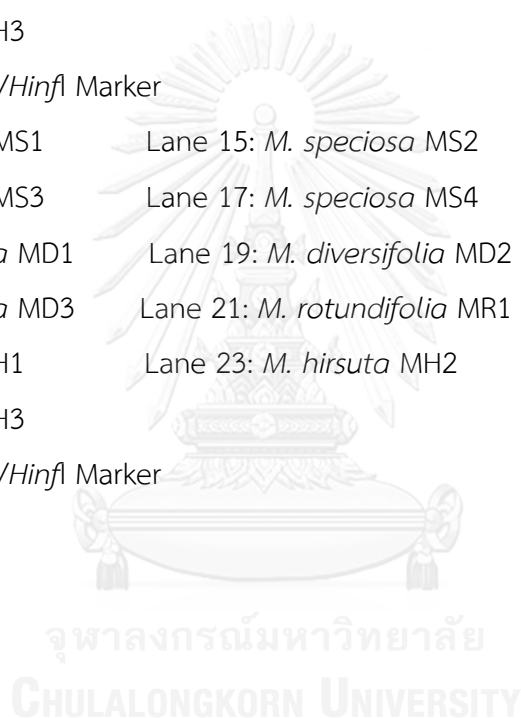 H3
/HinfI Marker
MS1 Lane 15: M. speciosa MS2
MS3 Lane 17: M. speciosa MS4
a MD1 Lane 19: M. diversifolia MD2
a MD3 Lane 21: M. rotundifolia MR1
H1 Lane 23: M. hirsuta MH2
H3
/HinfI Marker
จุฬาลงกรณ์มหาวิทยาลัย
CHULALONGKORN UNIVERSITY